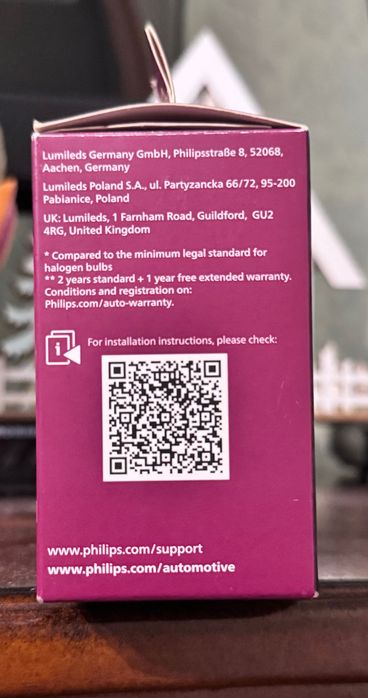 Lumileds Germany GmbH, Philipsstraße 8, 52068,
Aachen, Germany
Lumileds Poland S.A., ul. Partyzancka 66/72, 95-200
Pabianice, Poland
UK: Lumileds, 1 Farnham Road, Guildford, GU2
4RG, United Kingdom
* Compared to the minimum legal standard for
halogen bulbs
** 2 years standard + 1 year free extended warranty.
Conditions and registration on:
Philips.com/auto-warranty.
For installation instructions, please check:
www.philips.com/support
www.philips.com/automotive